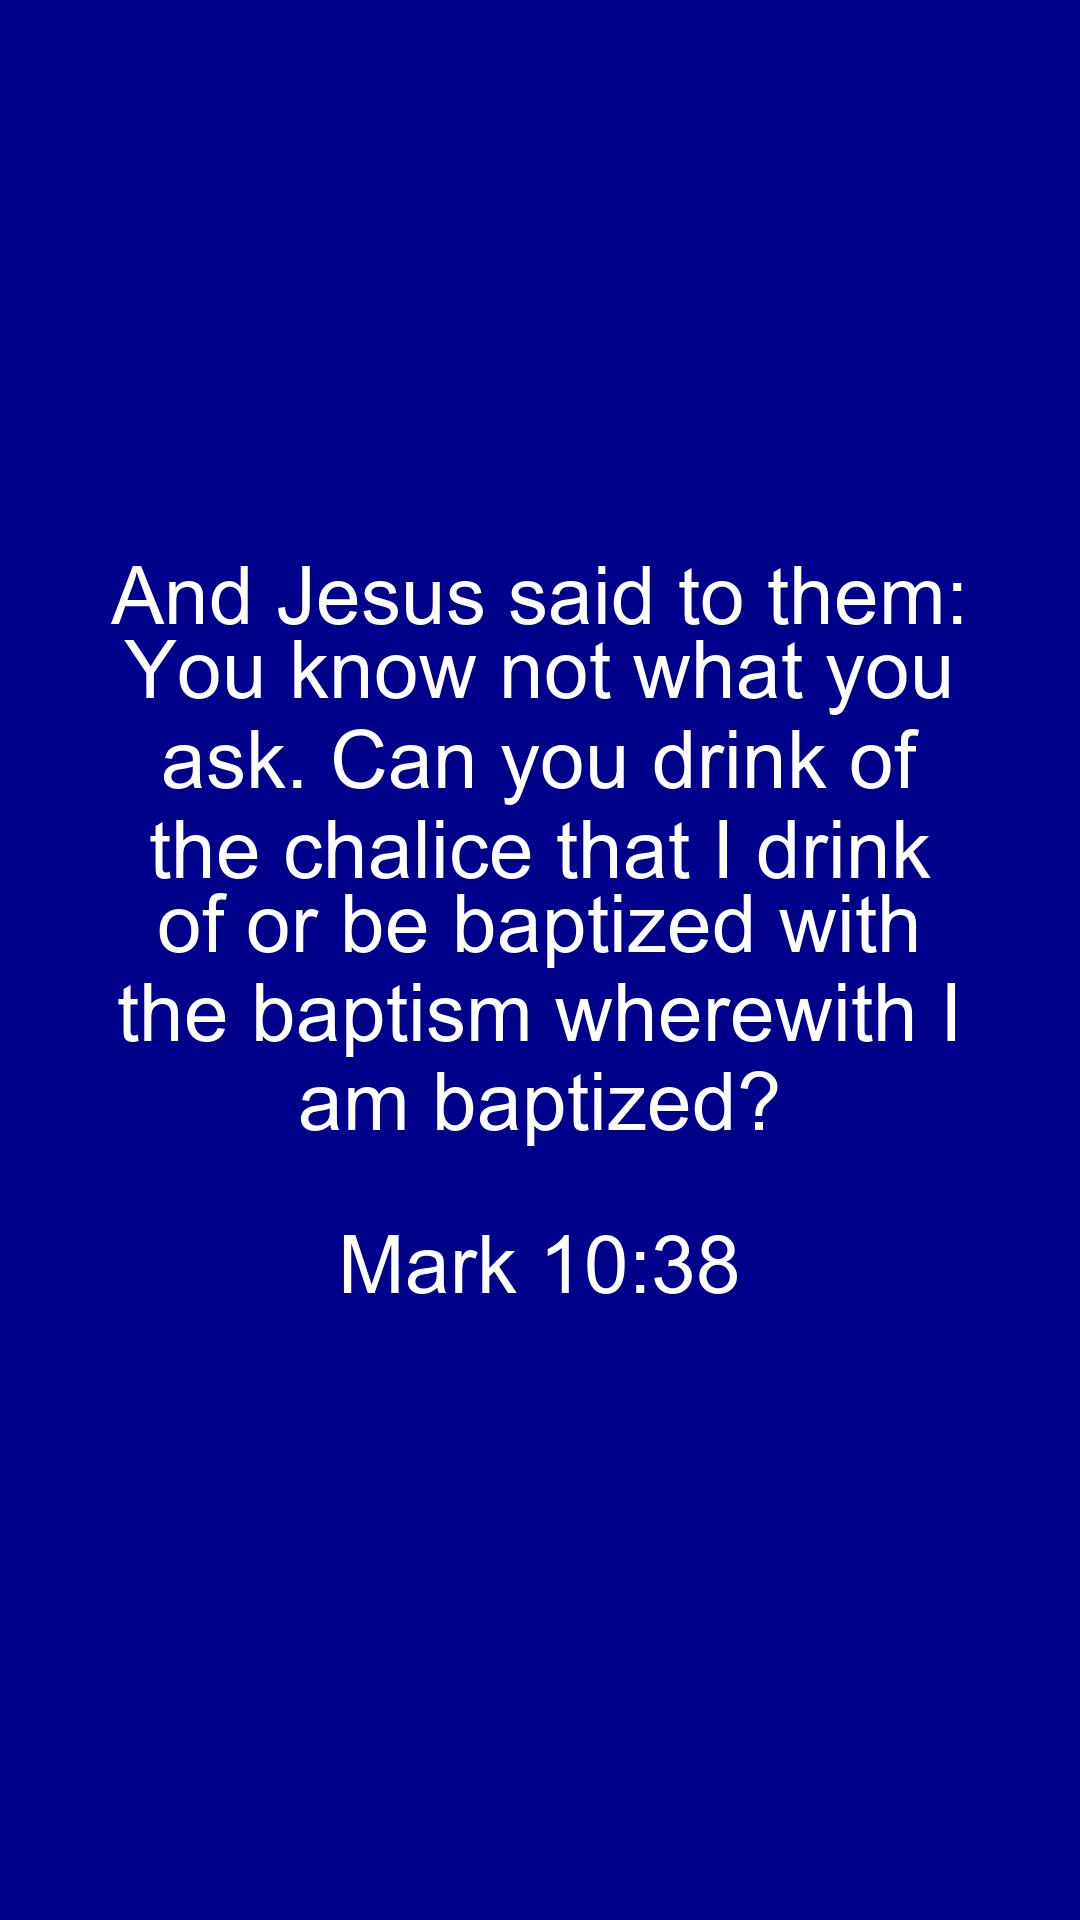 And Jesus said to them:
You know not what you
ask. Can you drink of
the chalice that I drink
of or be baptized with
the baptism wherewith I
am baptized?
Mark 10:38